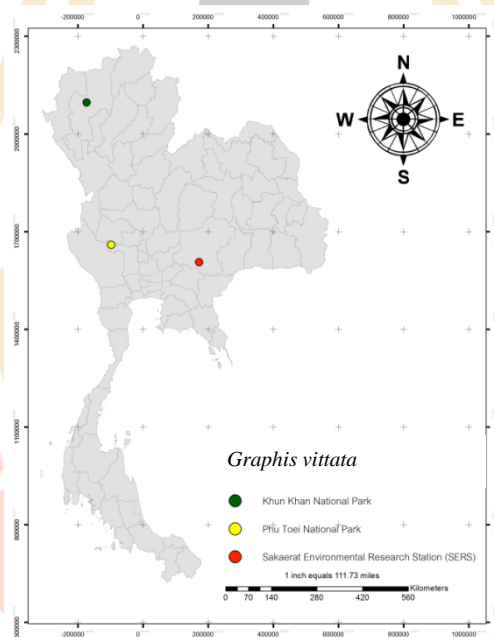 -200000 0 200000 400000 600000 800000 1000000
2300000
2000000
1700000
1400000
1100000
800000
500000
N
W E
S
Graphis vittata
Khun Khan National Park
Phu Toei National Park
Sakaerat Environmental Research Station (SERS)
1 inch equals 111.73 miles
Kilometers
0 70 140 280 420 560
-200000 0 200000 400000 600000 800000 1000000